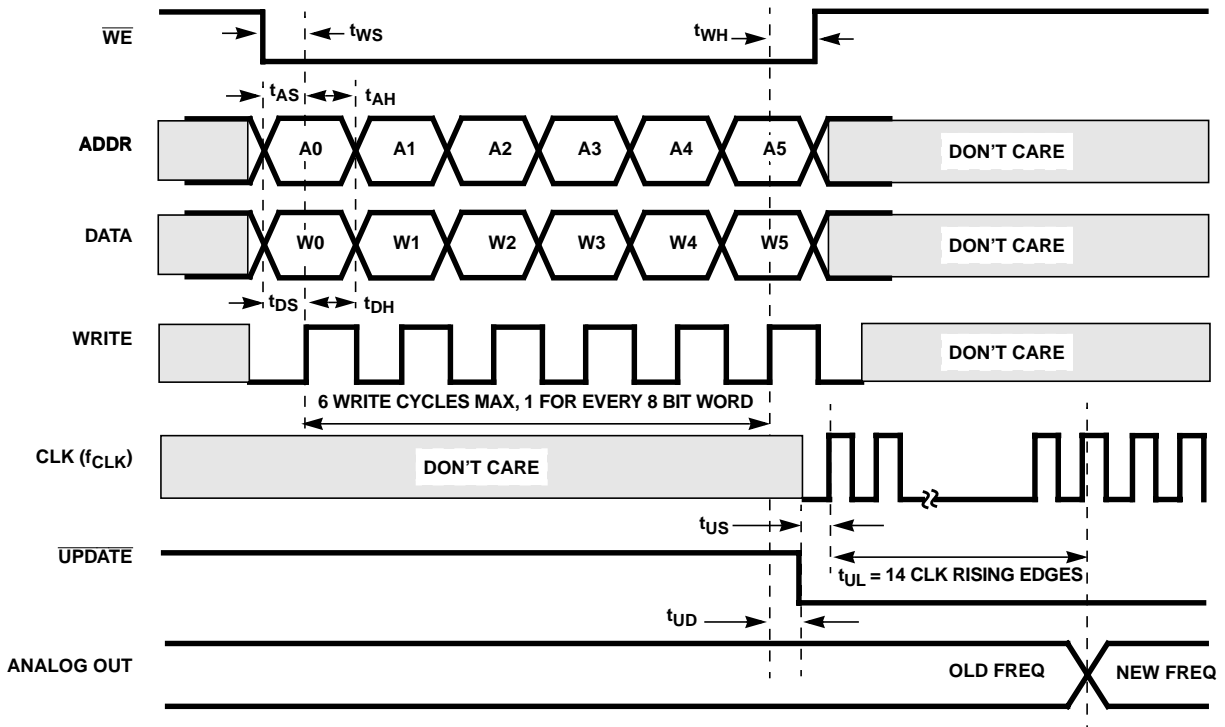 WE
tWS
tWH
tAS
tAH
ADDR
A0
A1
A2
A3
A4
A5
DON'T CARE
DATA
W0
W1
W2
W3
W4
W5
DON'T CARE
tDS
tDH
WRITE
DON'T CARE
6 WRITE CYCLES MAX, 1 FOR EVERY 8 BIT WORD
CLK (fCLK)
DON'T CARE
tUS
UPDATE
tUL = 14 CLK RISING EDGES
tUD
ANALOG OUT
OLD FREQ
NEW FREQ